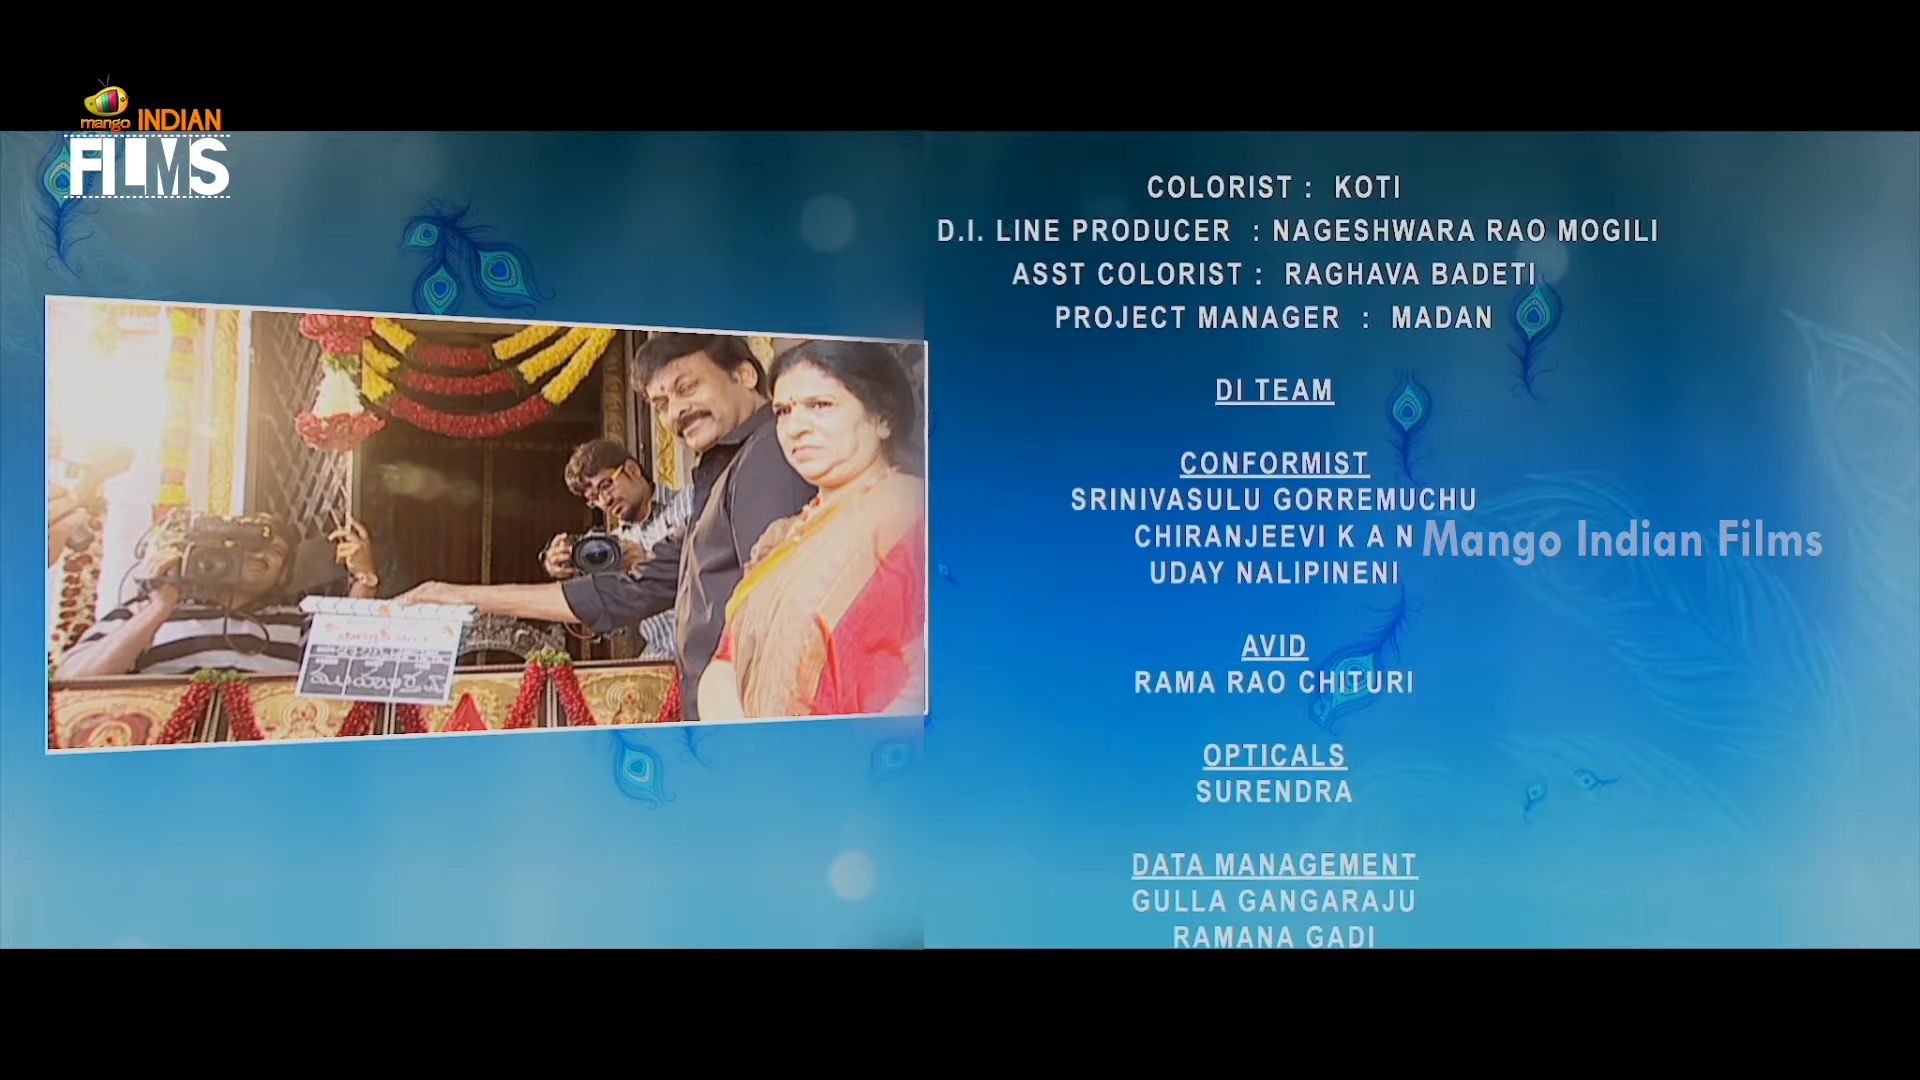 mango INDIAN
FILMS
COLORIST : KOTI
D.I. LINE PRODUCER : NAGESHWARA RAO MOGILI
ASST COLORIST : RAGHAVA BADETI
PROJECT MANAGER : MADAN
DI TEAM
CONFORMIST
SRINIVASULU GORREMUCHU
CHIRANJEEVI K A N
Mango Indian Films
UDAY NALIPINENI
AVID
RAMA RAO CHITURI
OPTICALS
SURENDRA
DATA MANAGEMENT
GULLA GANGARAJU
RAMANA GADI